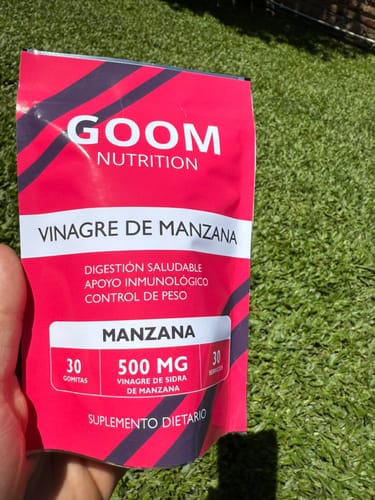 GOOM
NUTRITION
VINAGRE DE MANZANA
DIGESTIÓN SALUDABLE
APOYO INMUNOLÓGICO
CONTROL DE PESO
MANZANA
30
GOMITAS
500 MG
VINAGRE DE SIDRA
DE MANZANA
30
SUPLEMENTO DIETARIO